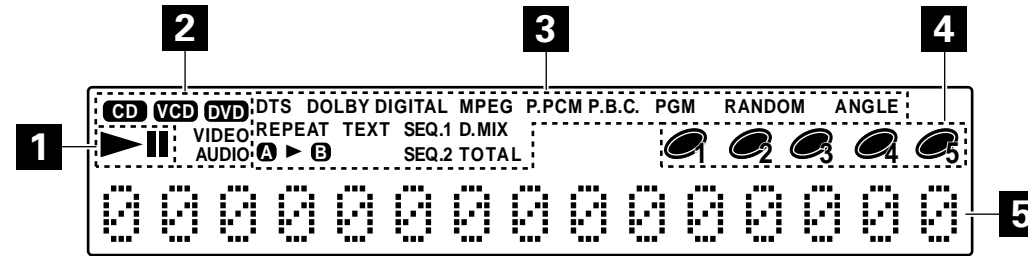 2 3 4
CD VCD DVD DTS DOLBY DIGITAL MPEG P.PCM P.B.C. PGM RANDOM ANGLE
1 VIDEO REPEAT TEXT SEQ.1 D.MIX
AUDIO A ► B SEQ.2 TOTAL 1 2 3 4 5
0 0 0 0 0 0 0 0 0 0 0 0 0 0 0 5